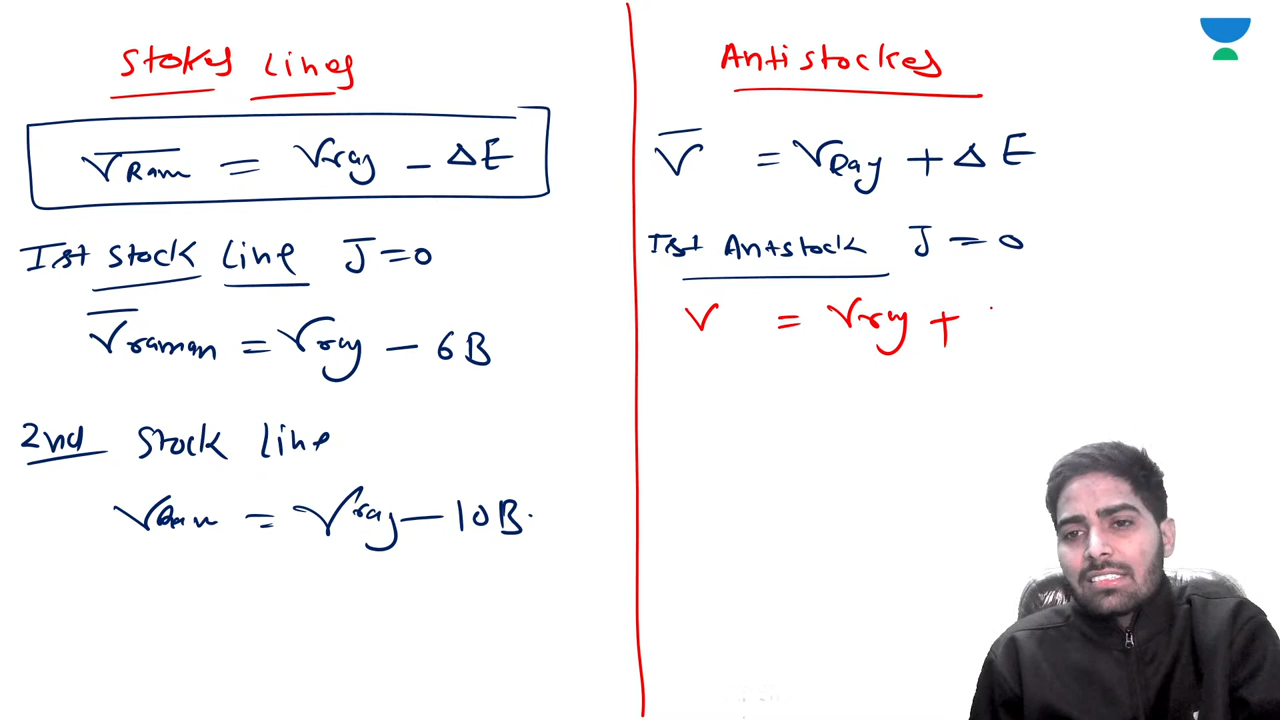 Stokes Lines
V̅Ram = Vray - ΔE
Ist Stock Line J=0
V̅raman = Vray - 6B
2nd Stock line
VRam = Vray - 10B.
Antistockes
V̅ = VRay + ΔE
Ist Antstock J = 0
V = Vray +